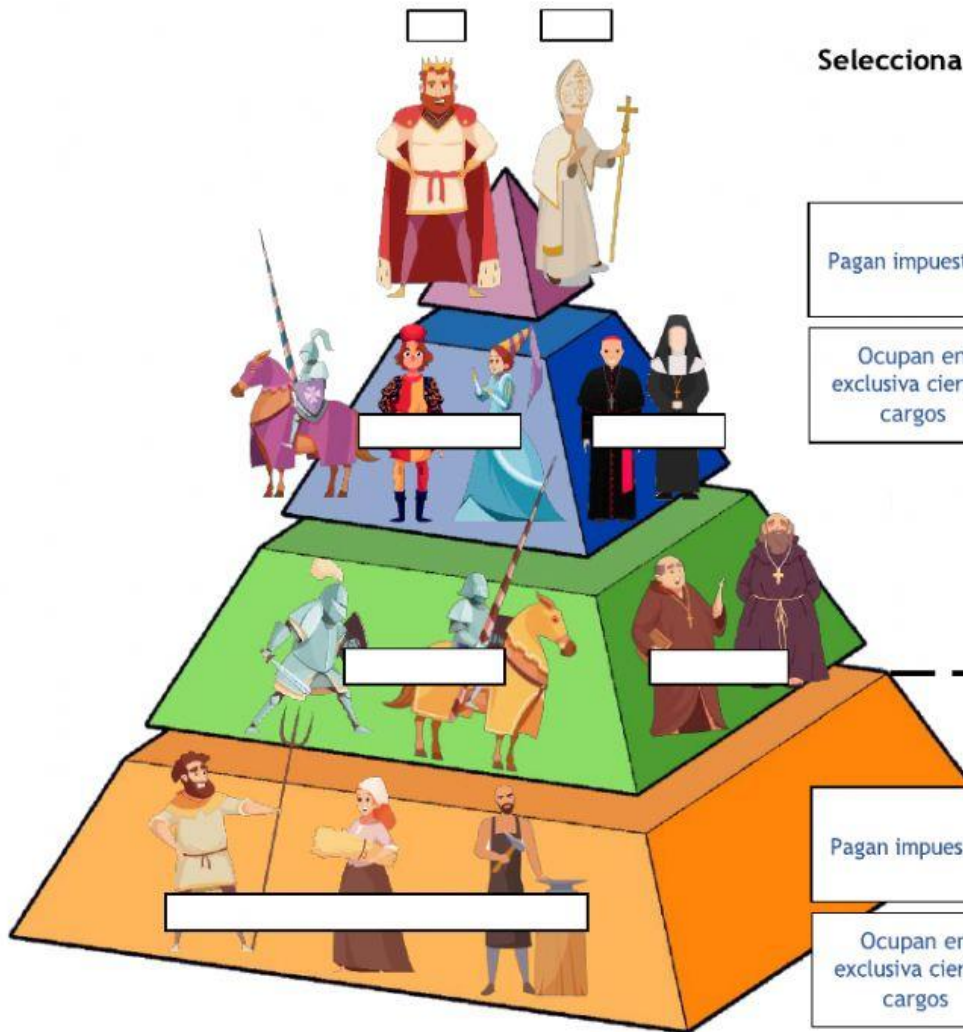 Selecciona
Pagan impuest
Ocupan en
exclusiva cier
cargos
Pagan impues
Ocupan en
exclusiva cier
cargos